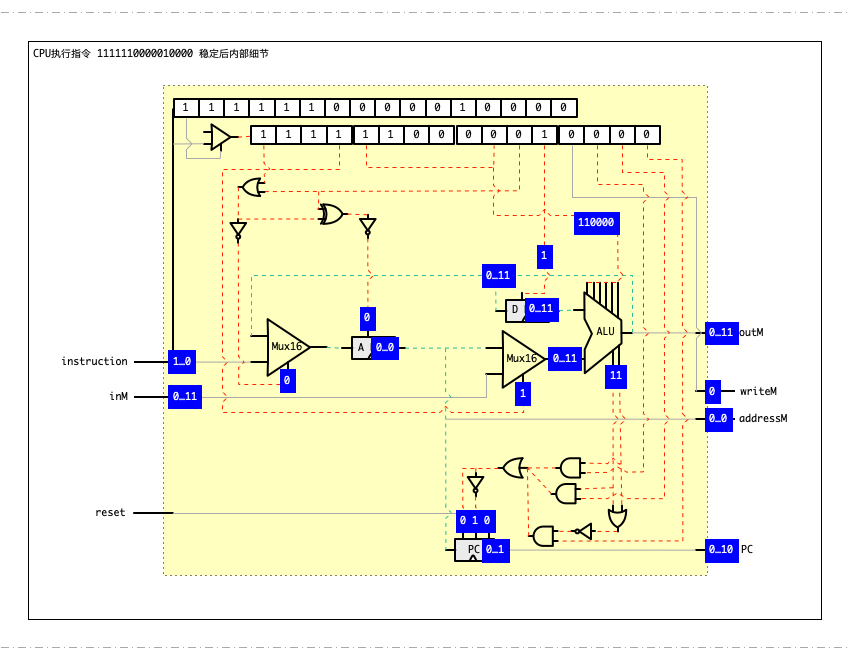 CPU执行指令 1111110000010000 稳定后内部细节
1 1 1 1 1 1 0 0 0 0 0 1 0 0 0 0
1 1 1 1 1 1 0 0 0 0 0 1 0 0 0 0
110000
1
0…11
D 0…11
0
ALU
0…11 outM
Mux16
A 0…0
Mux16
0…11
instruction 1…0
0
11
1
inM 0…11
0 writeM
0…0 addressM
reset
0 1 0
PC 0…1
0…10 PC